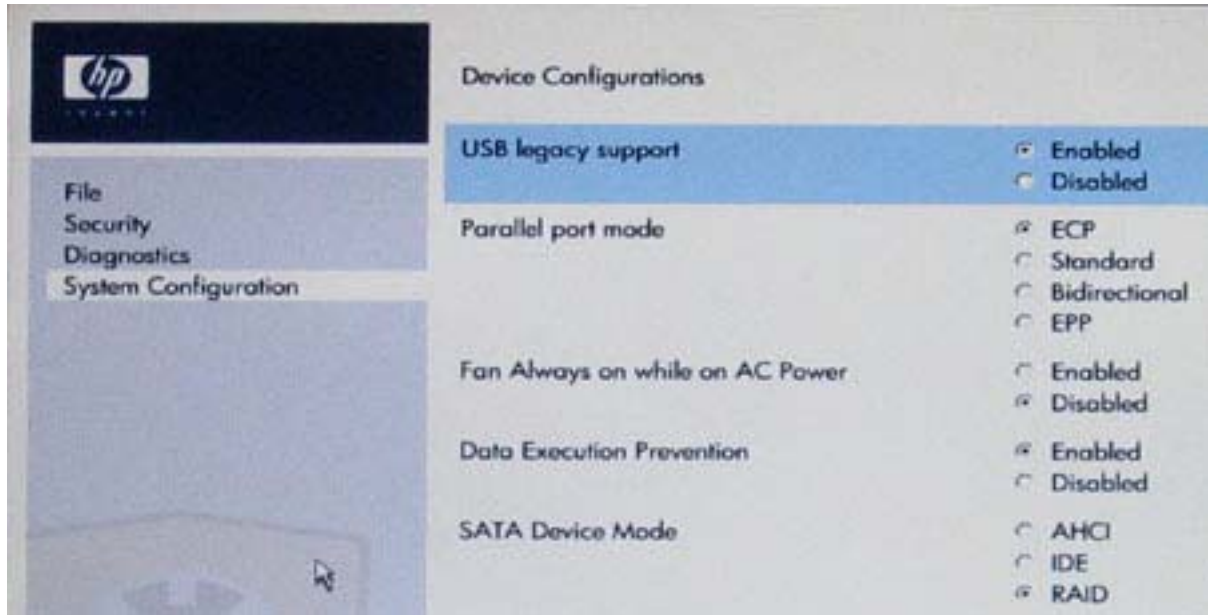 hp
invent
File
Security
Diagnostics
System Configuration
Device Configurations
USB legacy support
Enabled
Disabled
Parallel port mode
ECP
Standard
Bidirectional
EPP
Fan Always on while on AC Power
Enabled
Disabled
Data Execution Prevention
Enabled
Disabled
SATA Device Mode
AHCI
IDE
RAID